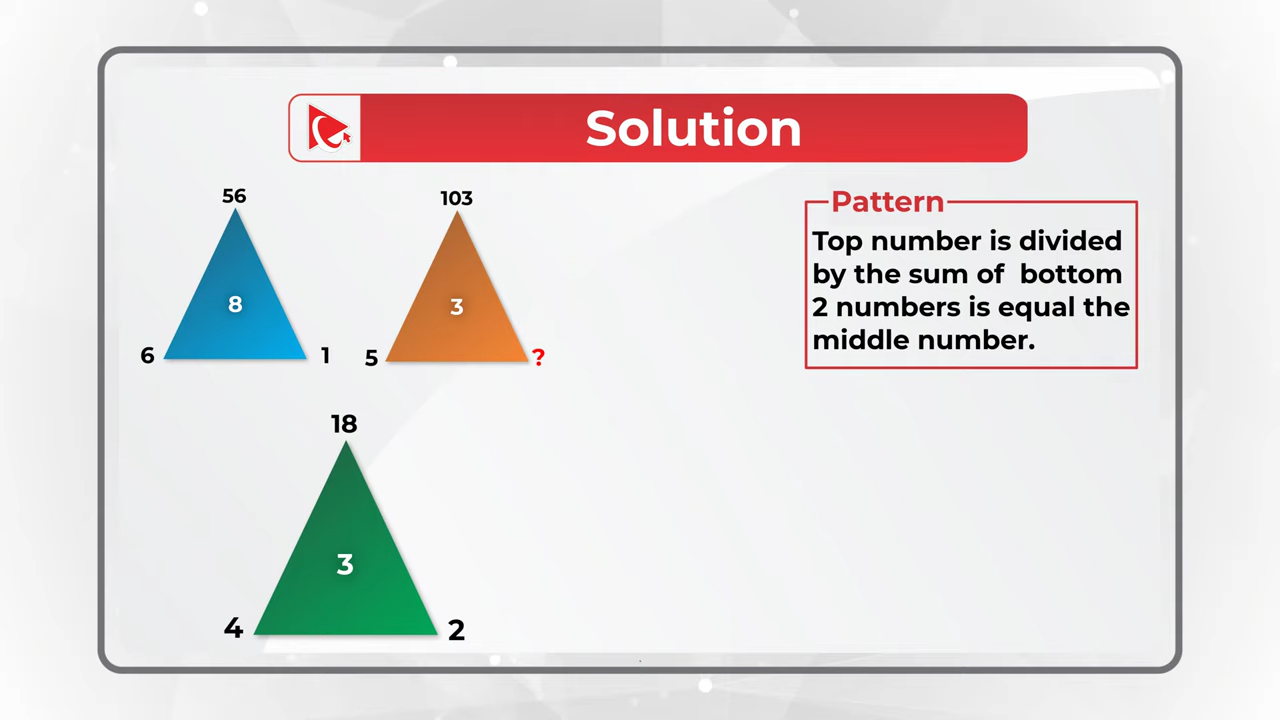 Solution
56
103
8
3
6
1
5
?
Pattern
Top number is divided
by the sum of bottom
2 numbers is equal the
middle number.
18
3
4
2